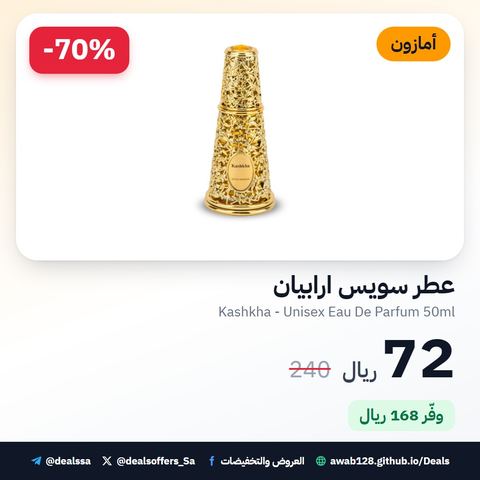 -70%
أمازون
Kashkha
عطر سويس ارابيان
Kashkha - Unisex Eau De Parfum 50ml
72 ريال 240
وفّر 168 ريال
@dealssa @dealsoffers_Sa العروض والتخفيضات awab128.github.io/Deals